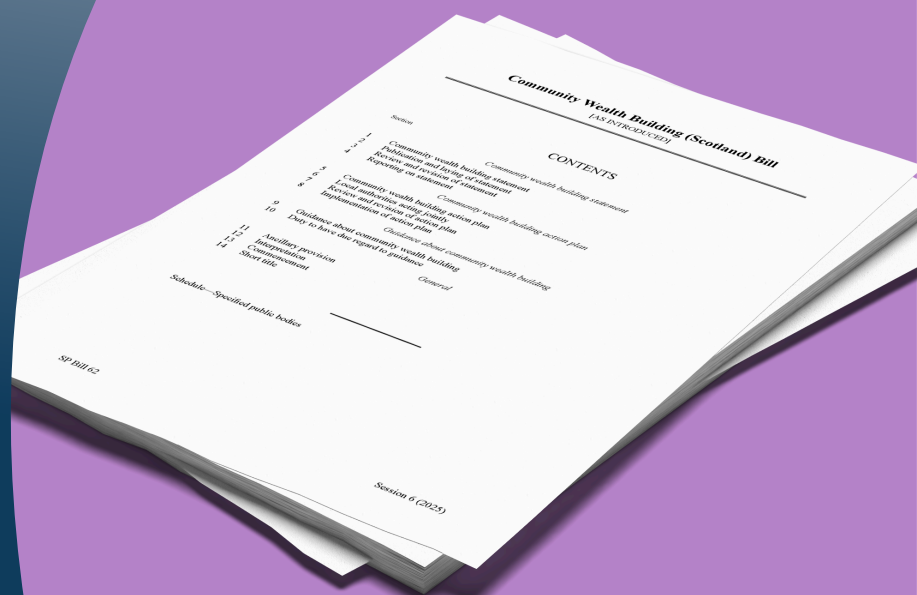 Community Wealth Building (Scotland) Bill
[AS INTRODUCED]
CONTENTS
Section
Community wealth building statement
1 Community wealth building statement
2 Publication and laying of statement
3 Review and revision of statement
4 Reporting on statement
Community wealth building action plan
5 Community wealth building action plan
6 Local authorities acting jointly
7 Review and revision of action plan
8 Implementation of action plan
Guidance about community wealth building
9 Guidance about community wealth building
10 Duty to have due regard to guidance
General
11 Ancillary provision
12 Interpretation
13 Commencement
14 Short title
Schedule—Specified public bodies
SP Bill 62
Session 6 (2025)